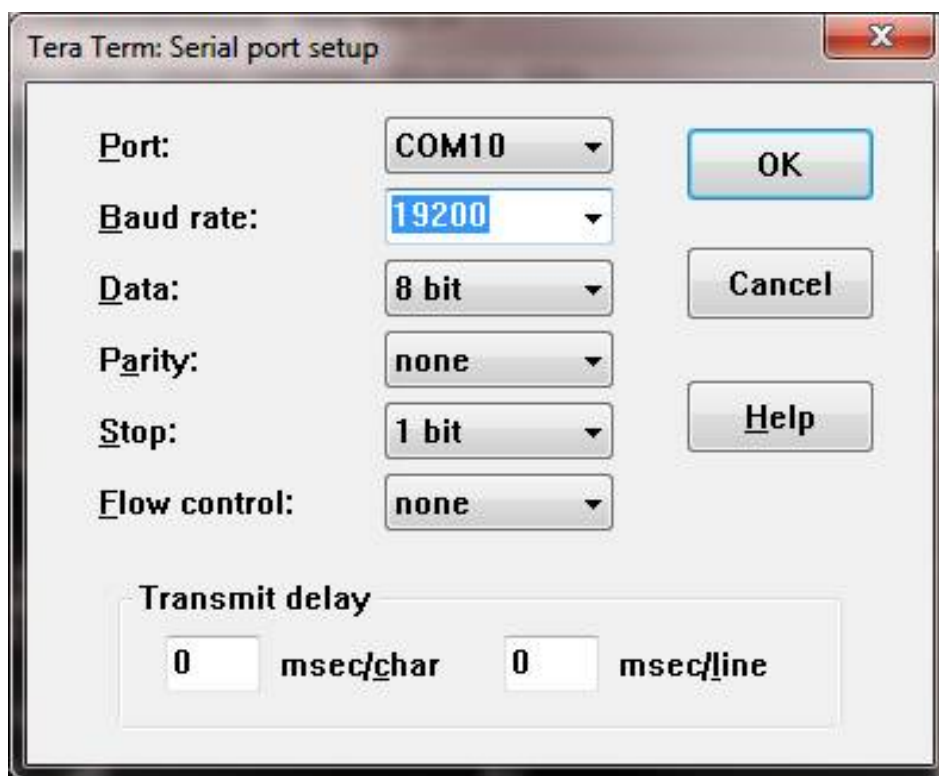 Tera Term: Serial port setup
x
Port: COM10
OK
Baud rate: 19200
Data: 8 bit
Cancel
Parity: none
Stop: 1 bit
Help
Flow control: none
Transmit delay
0 msec/char 0 msec/line